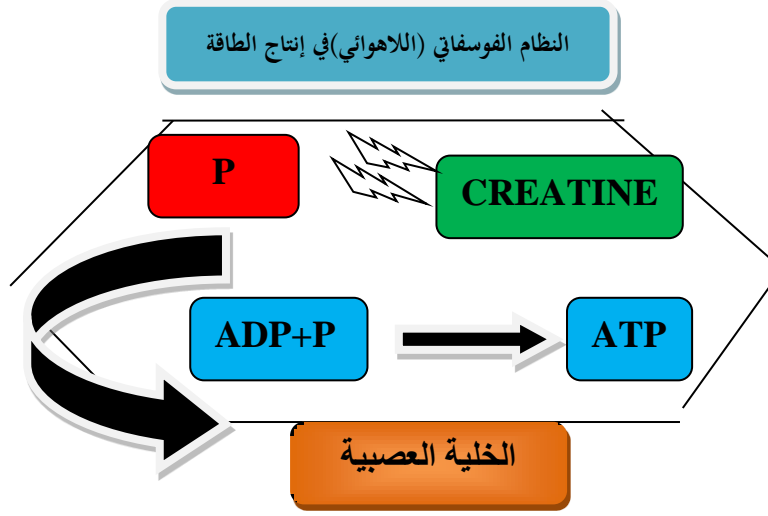 النظام الفوسفاتي (اللاهوائي)في إنتاج الطاقة
P
CREATINE
ADP+P
ATP
الخلية العصبية